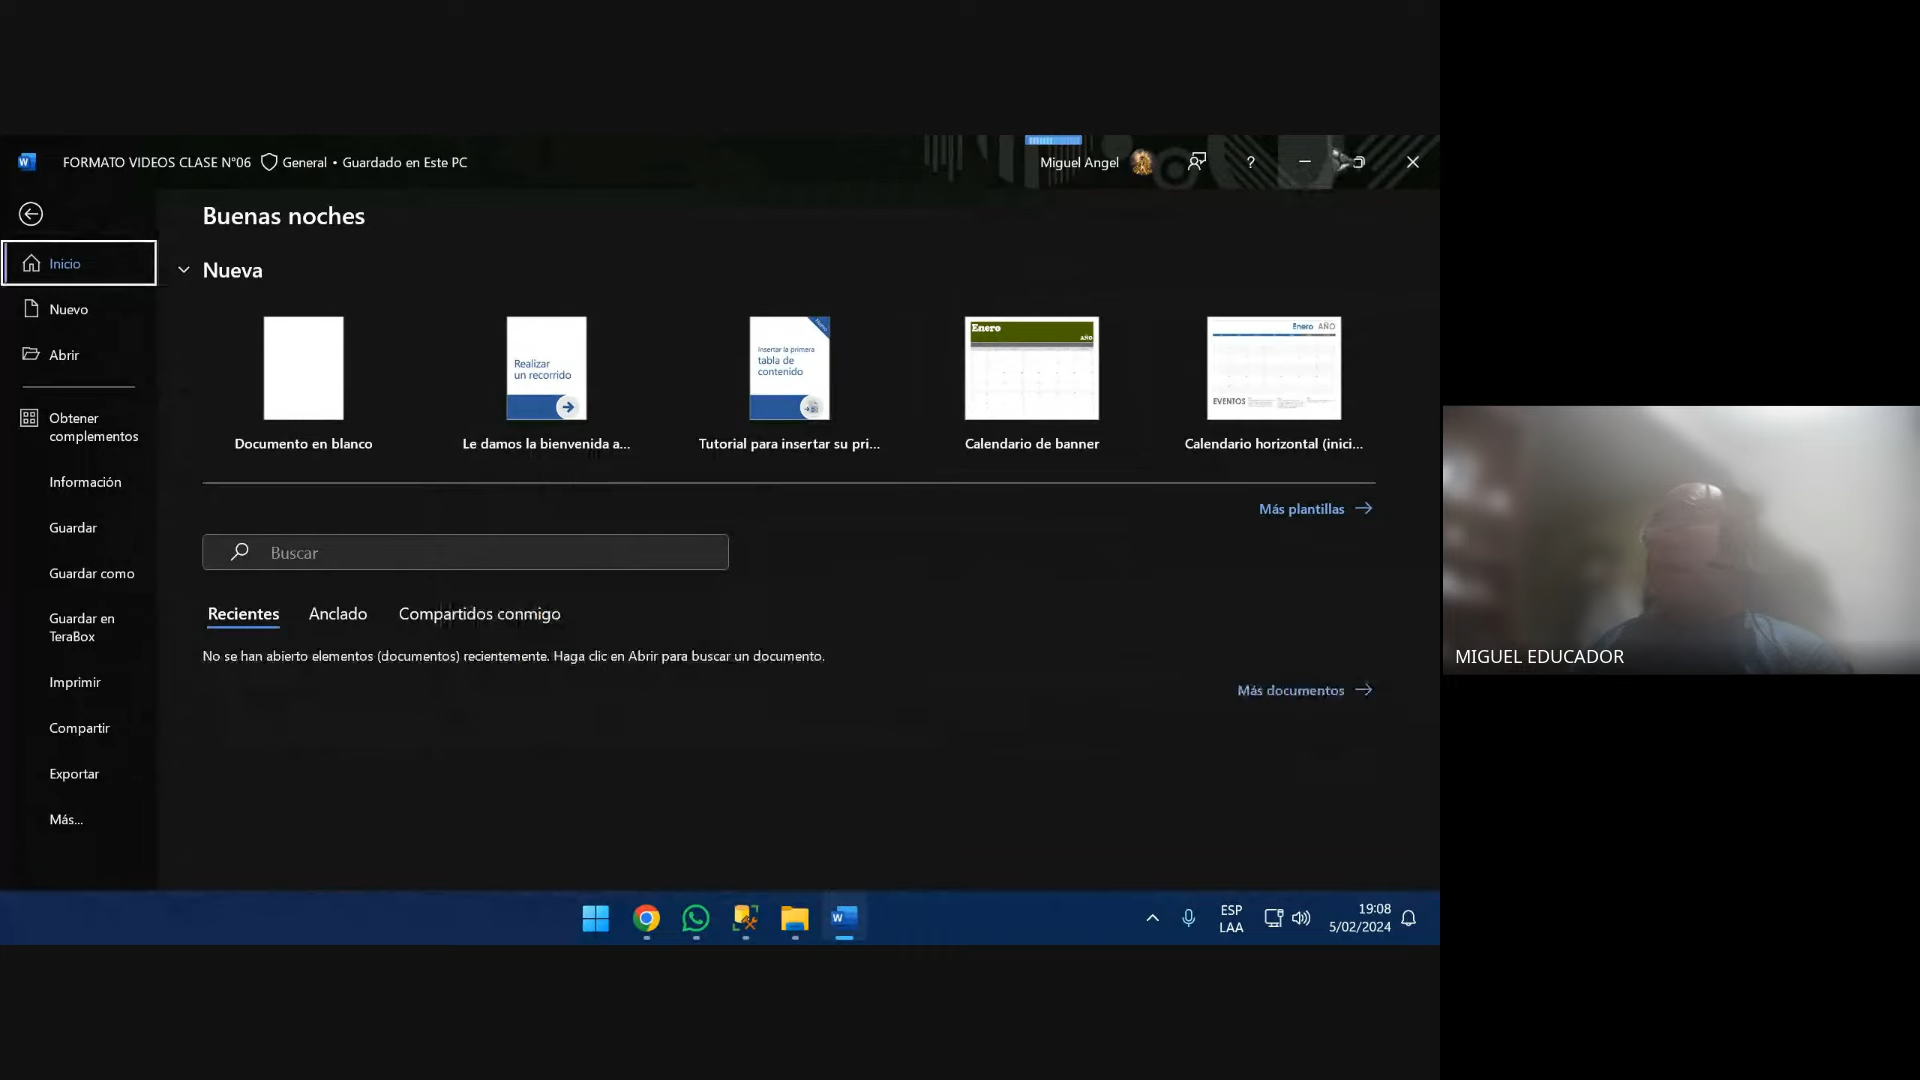 FORMATO VIDEOS CLASE N°06 General • Guardado en Este PC
Miguel Angel
?
Buenas noches
Inicio
Nuevo
Abrir
Obtener
complementos
Información
Guardar
Guardar como
Guardar en
TeraBox
Imprimir
Compartir
Exportar
Más...
Nueva
Realizar
un recorrido
Insertar la primera
tabla de
contenido
Enero
AÑO
Enero AÑO
EVENTOS
Documento en blanco
Le damos la bienvenida a...
Tutorial para insertar su pri...
Calendario de banner
Calendario horizontal (inici...
Más plantillas
Buscar
Recientes
Anclado
Compartidos conmigo
No se han abierto elementos (documentos) recientemente. Haga clic en Abrir para buscar un documento.
Más documentos
MIGUEL EDUCADOR
ESP
LAA
19:08
5/02/2024